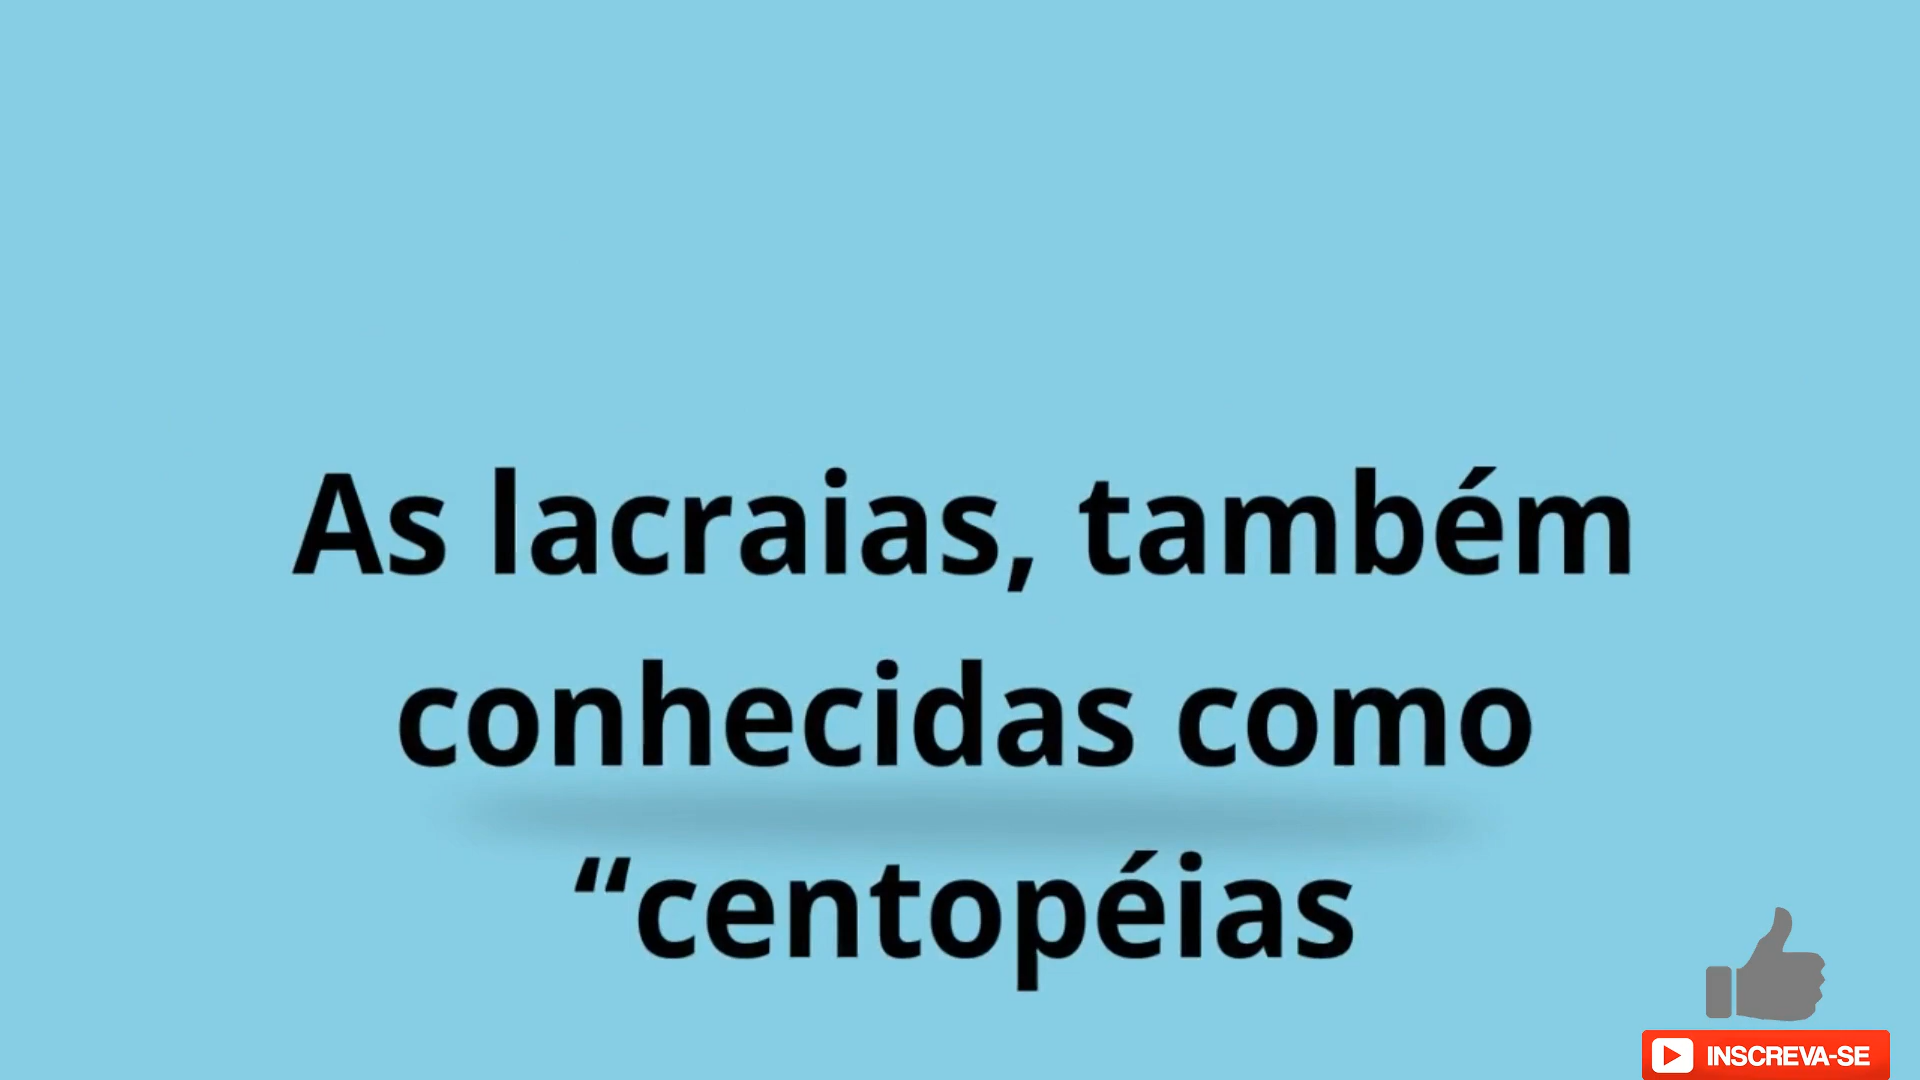 As lacraias, também
conhecidas como
“centopéias
INSCREVA-SE